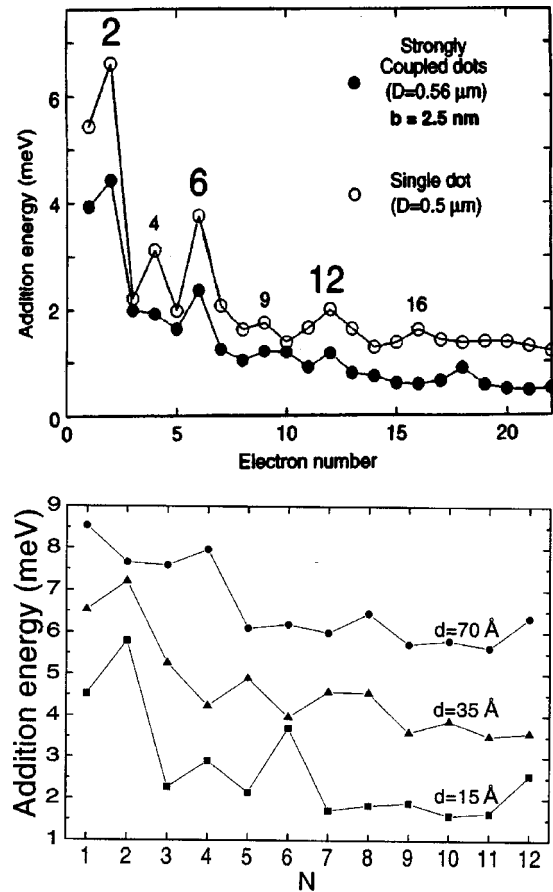 2
4
6
9
12
16
Strongly
Coupled dots
(D=0.56 μm)
b = 2.5 nm
Single dot
(D=0.5 μm)
Addition energy (meV)
6
4
2
0
0 5 10 15 20
Electron number
Addition energy (meV)
9
8
7
6
5
4
3
2
1
d=70 Å
d=35 Å
d=15 Å
1 2 3 4 5 6 7 8 9 10 11 12
N